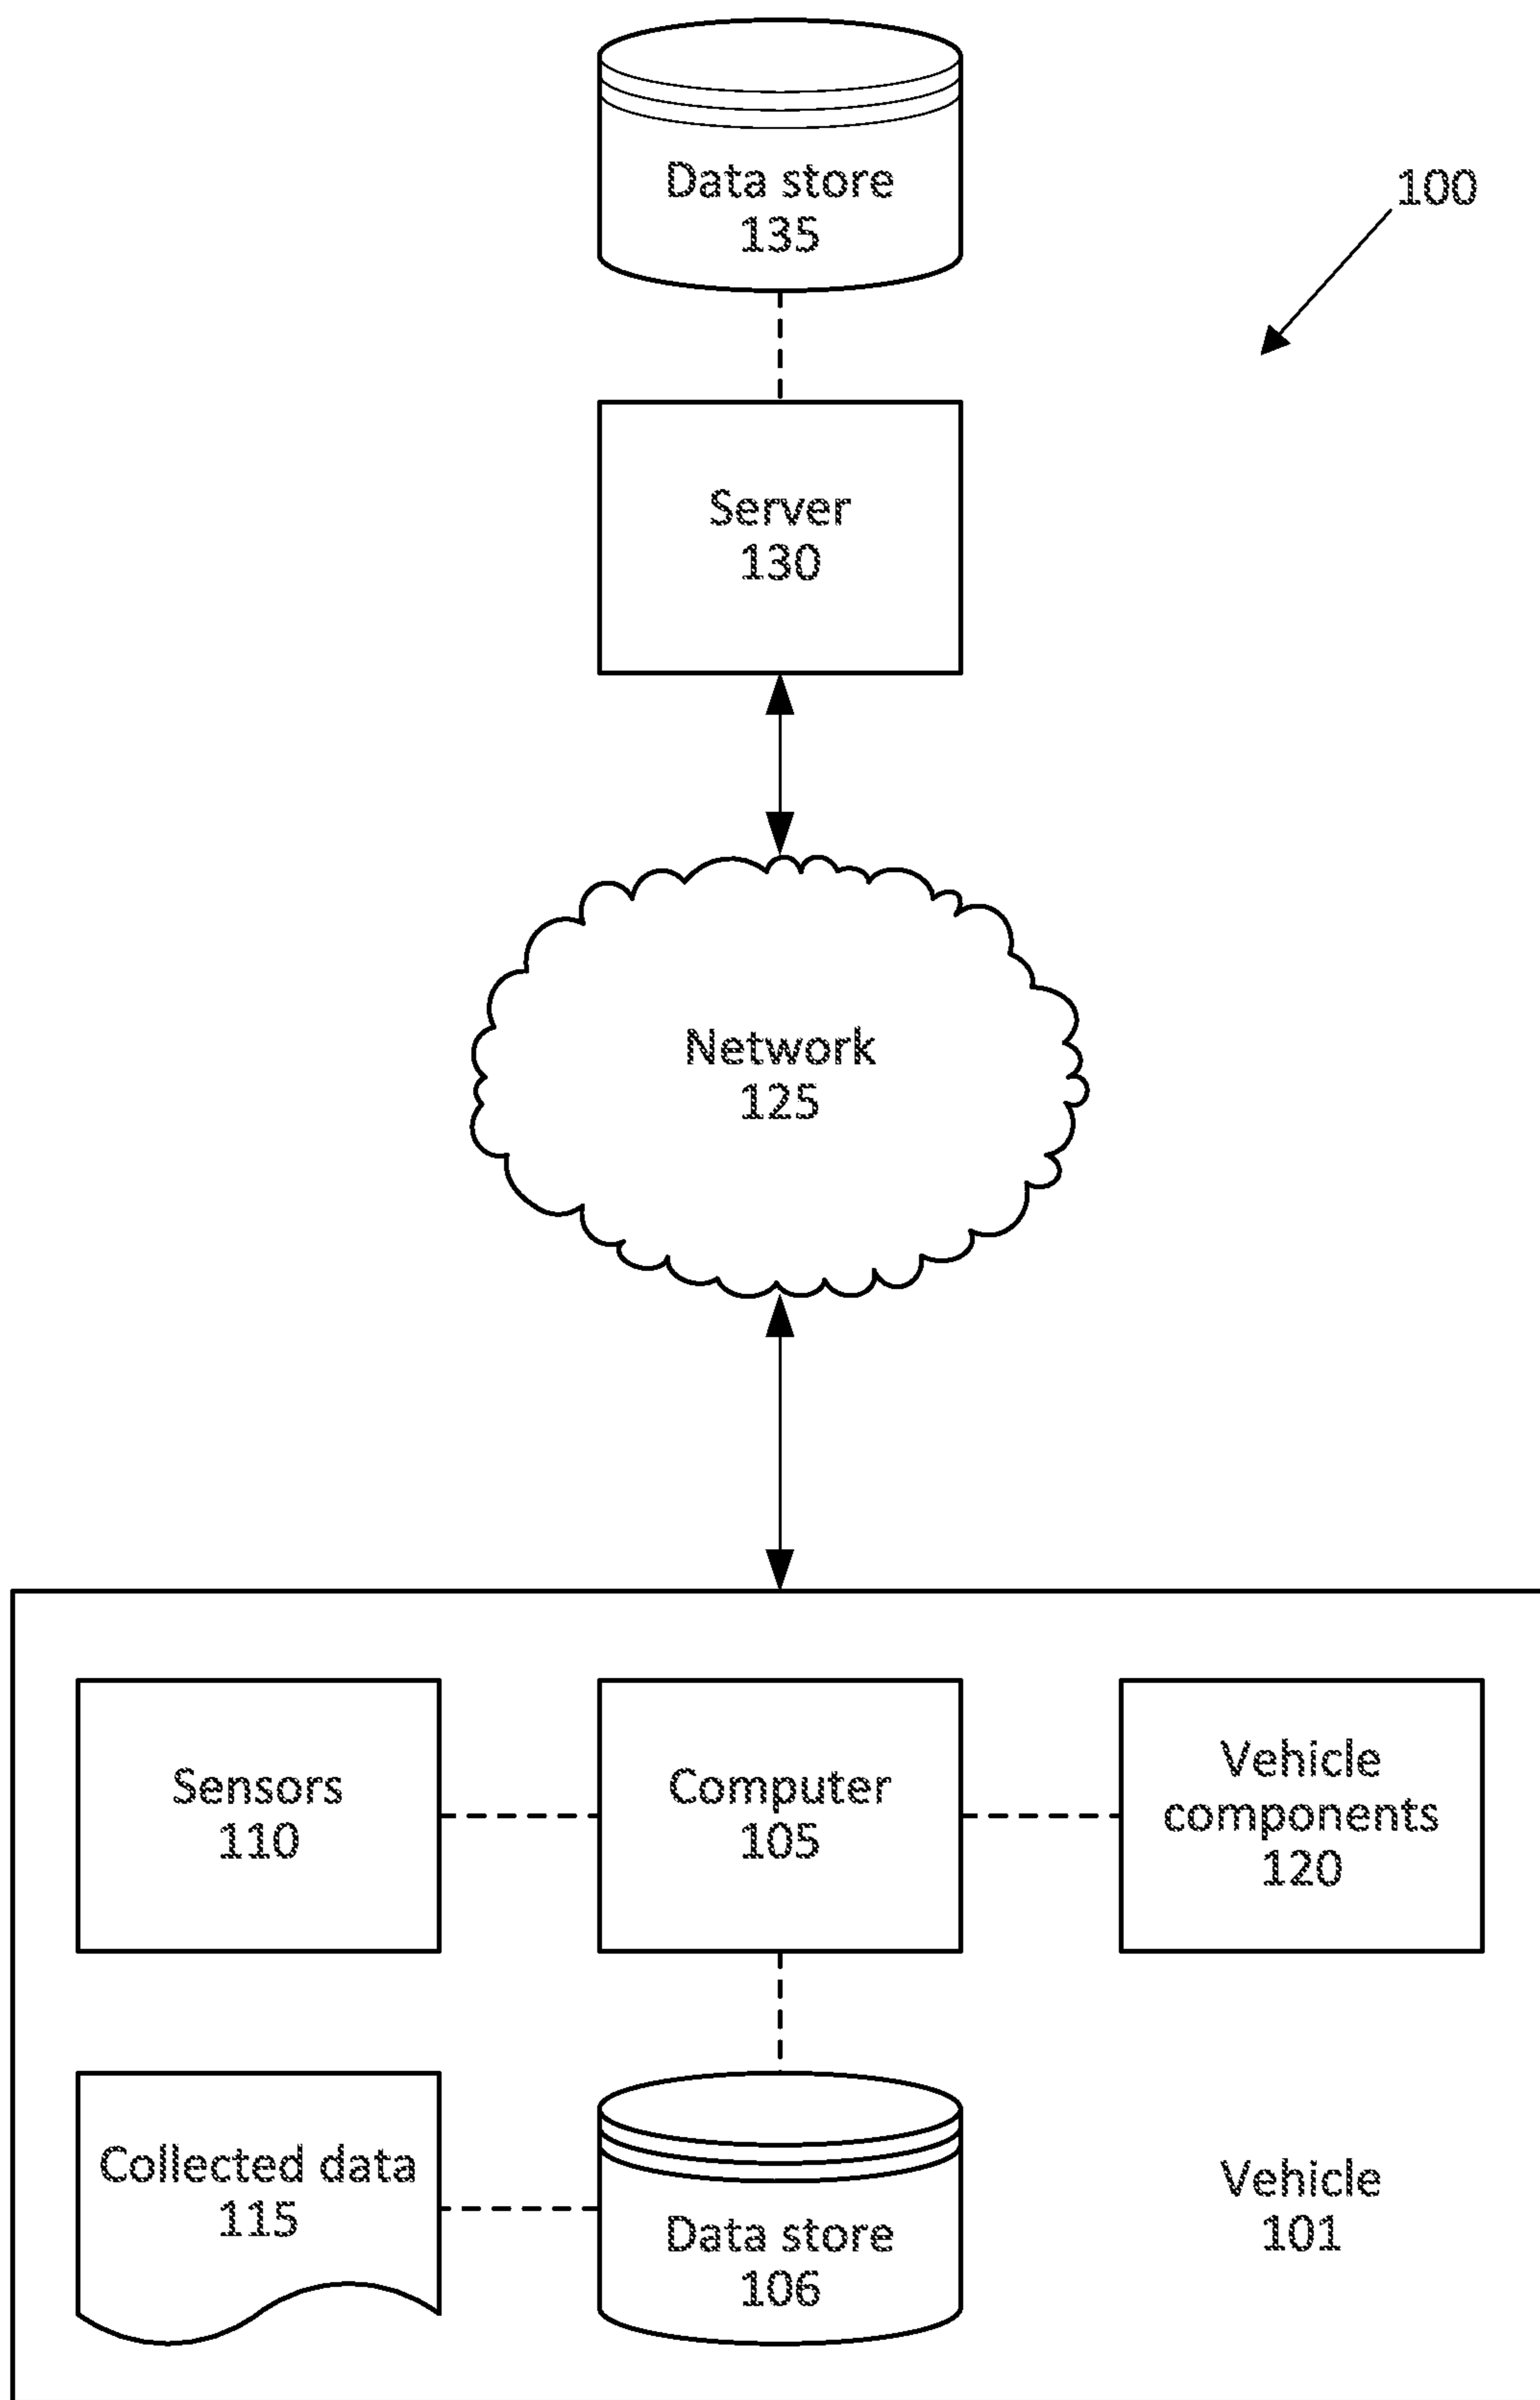 Data store
135
100
Server
130
Network
125
Sensors
110
Computer
105
Vehicle
components
120
Collected data
115
Data store
106
Vehicle
101